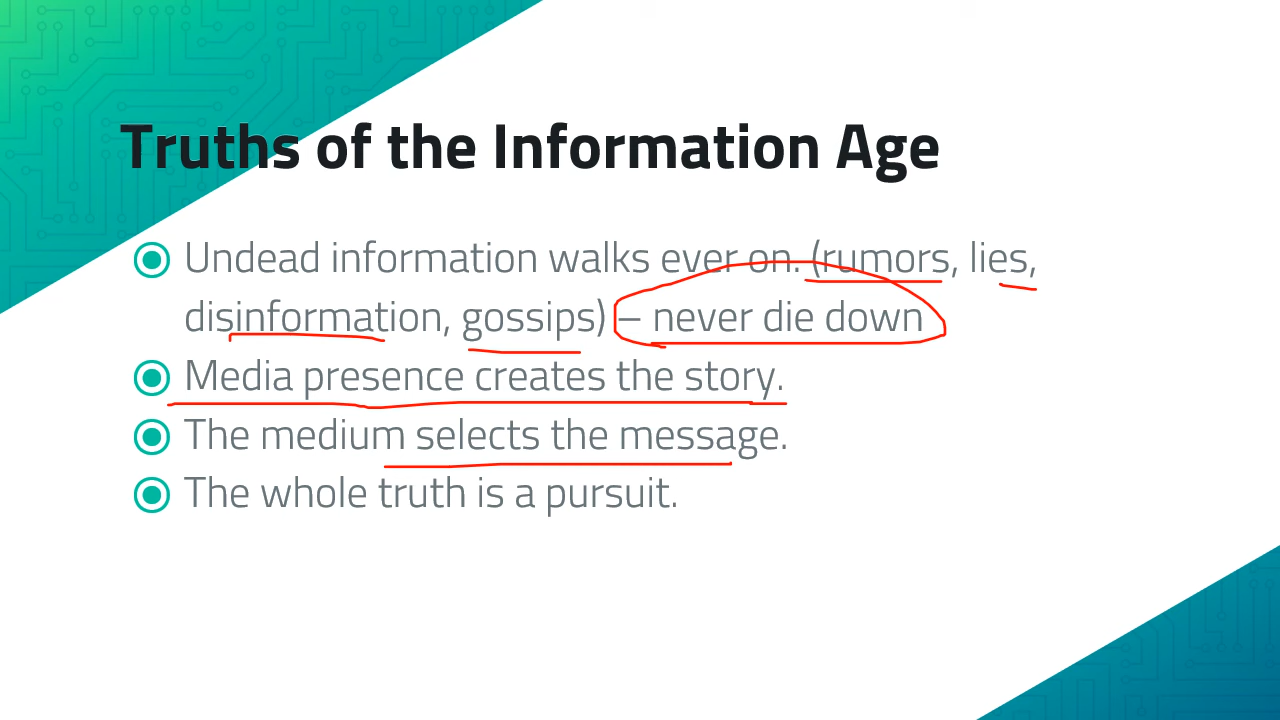 Truths of the Information Age
Undead information walks ever on. (rumors, lies,
disinformation, gossips) – never die down
Media presence creates the story.
The medium selects the message.
The whole truth is a pursuit.